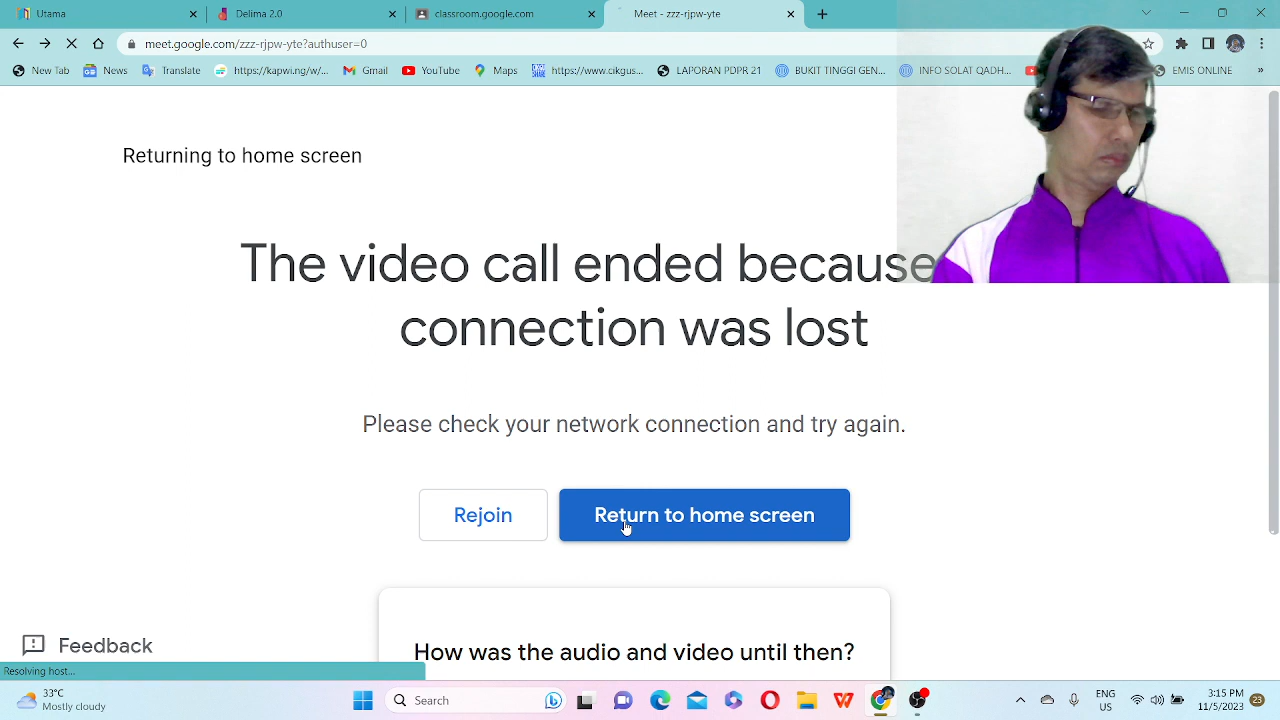 Utama
Delima 2.0
classroom.google.com
Meet - zzz-rjpw-yte
meet.google.com/zzz-rjpw-yte?authuser=0
New Tab
News
Translate
https://kapwing/w/...
Gmail
YouTube
Maps
https://www.cikgus...
LAPORAN PDPR 21
BUKIT TINGGI GEN...
INFO SOLAT QADH...
EMIS ONLINE
Returning to home screen
The video call ended because
connection was lost
Please check your network connection and try again.
Rejoin
Return to home screen
How was the audio and video until then?
Feedback
Resolving host...
33°C
Mostly cloudy
Search
ENG
US
3:15 PM
11/5/2023
23